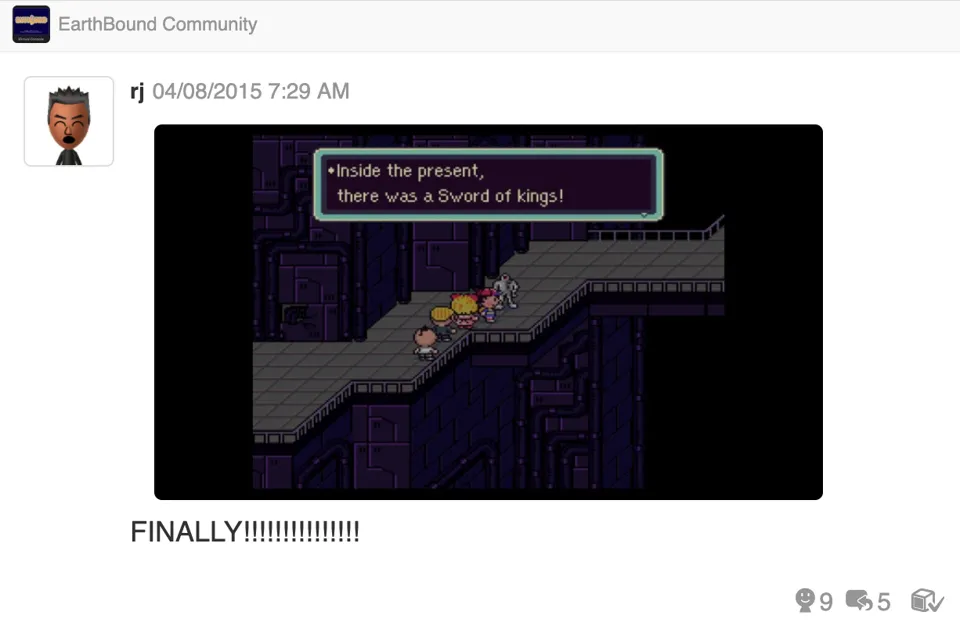 EarthBound Community
rj 04/08/2015 7:29 AM
•Inside the present,
there was a Sword of kings!
FINALLY!!!!!!!!!!!!!!!
9 5